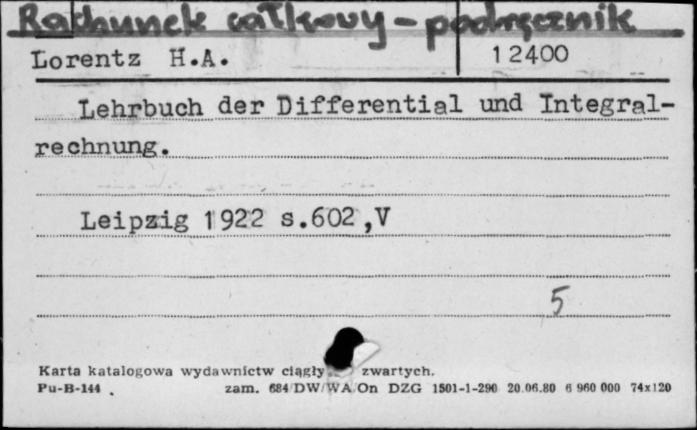 Rachunek całkowy - podręcznik
Lorentz H.A. 12400
Lehrbuch der Differential und Integral-
rechnung.
Leipzig 1922 s.602,V
5
Karta katalogowa wydawnictw ciągły zwartych.
Pu-B-144 zam. 684/DW/WA/On DZG 1501-1-290 20.06.80 6 960 000 74x120